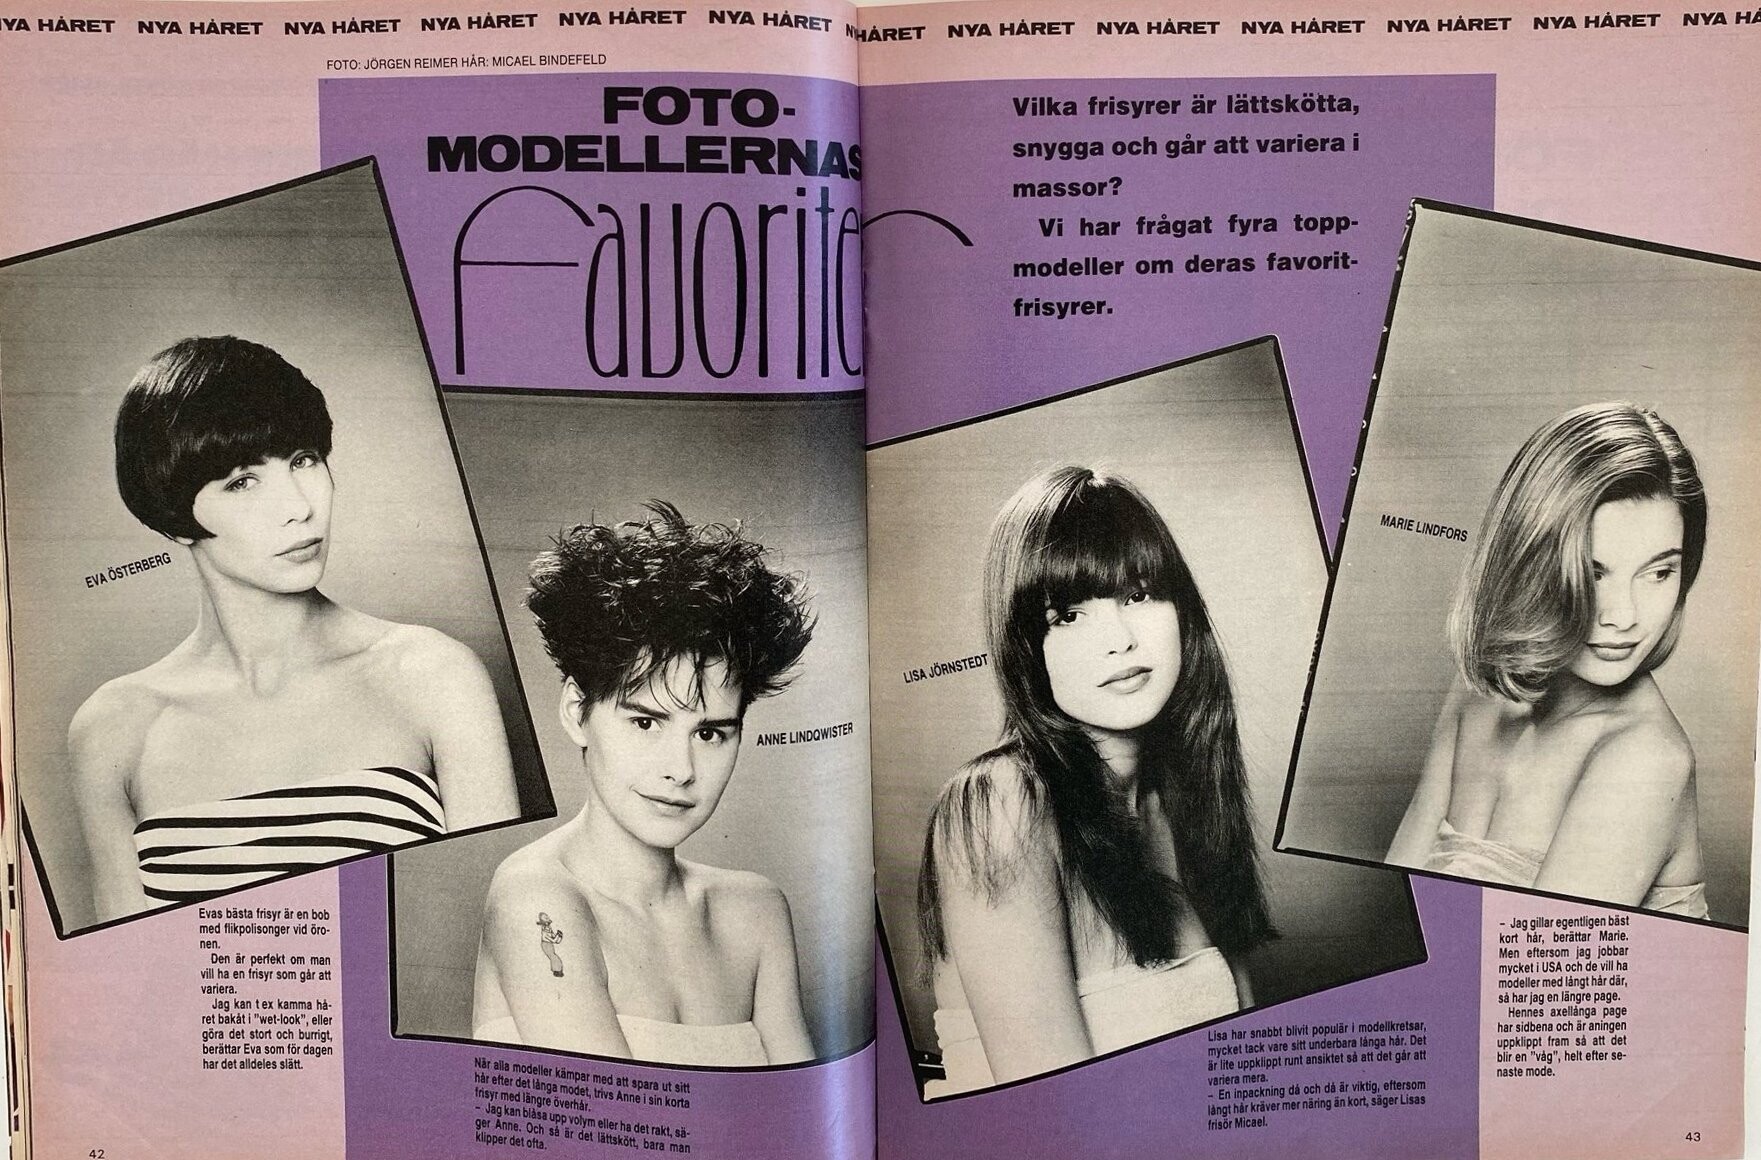 NYA HÅRET NYA HÅRET NYA HÅRET NYA HÅRET NYA HÅRET NYA HÅRET
HÅRET NYA HÅRET NYA HÅRET NYA HÅRET NYA HÅRET NYA HÅRET NYA HÅ
FOTO: JÖRGEN REIMER HÅR: MICAEL BINDEFELD
FOTO-
MODELLERNAS
Favoriter
Vilka frisyrer är lättskötta,
snygga och går att variera i
massor?
Vi har frågat fyra topp-
modeller om deras favorit-
frisyrer.
EVA ÖSTERBERG
ANNE LINDQWISTER
LISA JÖRNSTEDT
MARIE LINDFORS
Evas bästa frisyr är en bob
med flikpolisonger vid öro-
nen.
Den är perfekt om man
vill ha en frisyr som går att
variera.
Jag kan t ex kamma hå-
ret bakåt i "wet-look", eller
göra det stort och burrigt,
berättar Eva som för dagen
har det alldeles slätt.
När alla modeller kämpar med att spara ut sitt
hår efter det långa modet, trivs Anne i sin korta
frisyr med längre överhår.
– Jag kan blåsa upp volym eller ha det rakt, sä-
ger Anne. Och så är det lättskött, bara man
klipper det ofta.
Lisa har snabbt blivit populär i modellkretsar,
mycket tack vare sitt underbara långa hår. Det
är lite uppklippt runt ansiktet så att det går att
variera mera.
– En inpackning då och då är viktig, eftersom
långt hår kräver mer näring än kort, säger Lisas
frisör Micael.
– Jag gillar egentligen bäst
kort hår, berättar Marie.
Men eftersom jag jobbar
mycket i USA och de vill ha
modeller med långt hår där,
så har jag en längre page.
Hennes axellånga page
har sidbena och är aningen
uppklippt fram så att det
blir en "våg", helt efter se-
naste mode.
42
43